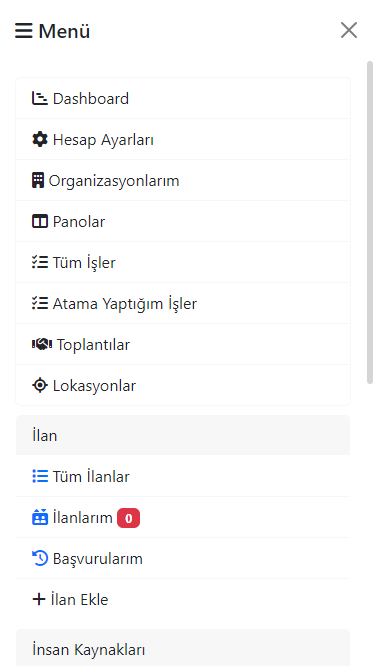 Menü
Dashboard
Hesap Ayarları
Organizasyonlarım
Panolar
Tüm İşler
Atama Yaptığım İşler
Toplantılar
Lokasyonlar
İlan
Tüm İlanlar
İlanlarım 0
Başvurularım
İlan Ekle
İnsan Kaynakları